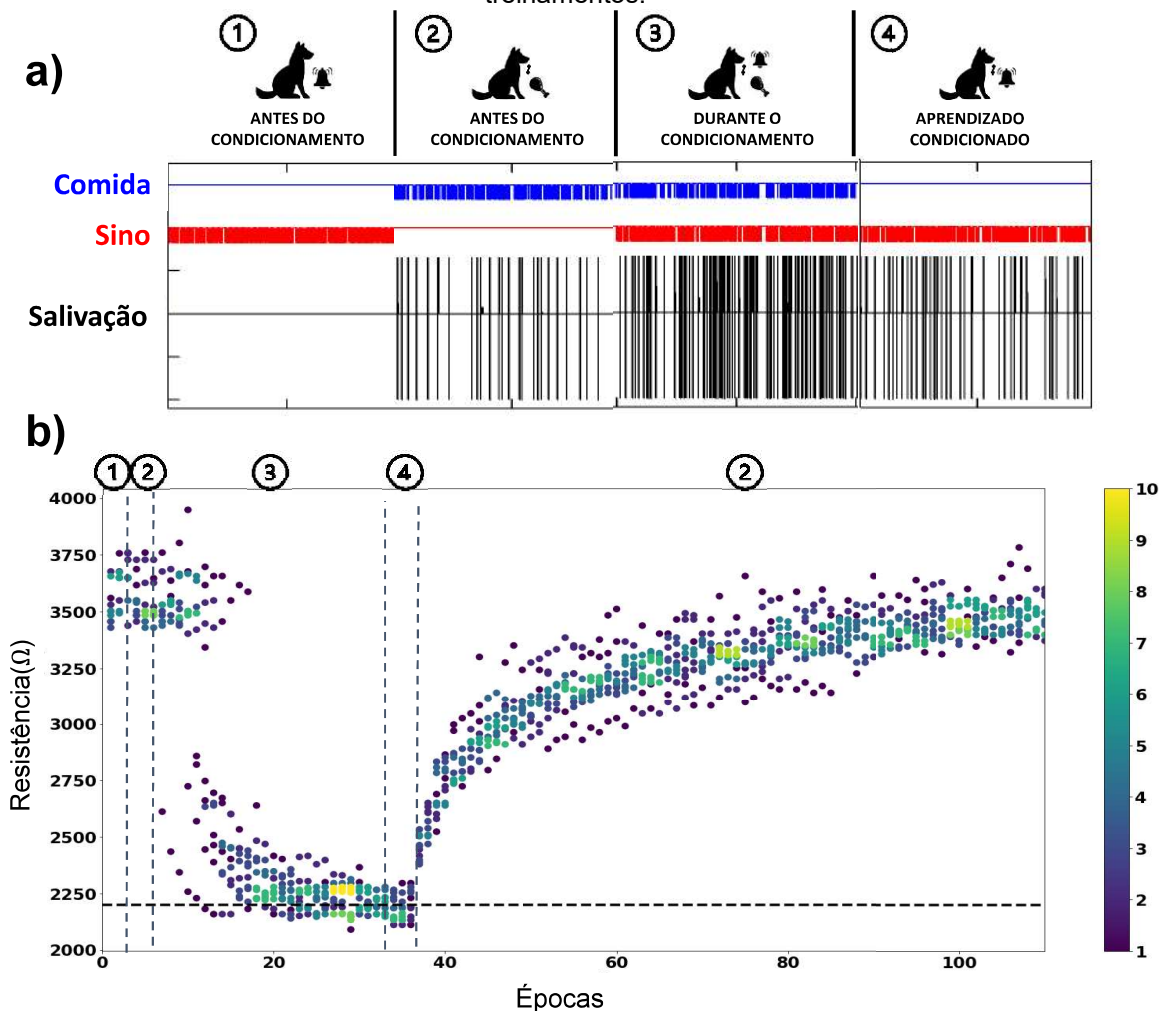 treinamentos.
1
2
3
4
a)
ANTES DO
CONDICIONAMENTO
ANTES DO
CONDICIONAMENTO
DURANTE O
CONDICIONAMENTO
APRENDIZADO
CONDICIONADO
Comida
Sino
Salivação
b)
1
2
3
4
2
4000
3750
3500
3250
3000
2750
2500
2250
2000
Resistência(Ω)
0
20
40
60
80
100
Épocas
10
9
8
7
6
5
4
3
2
1